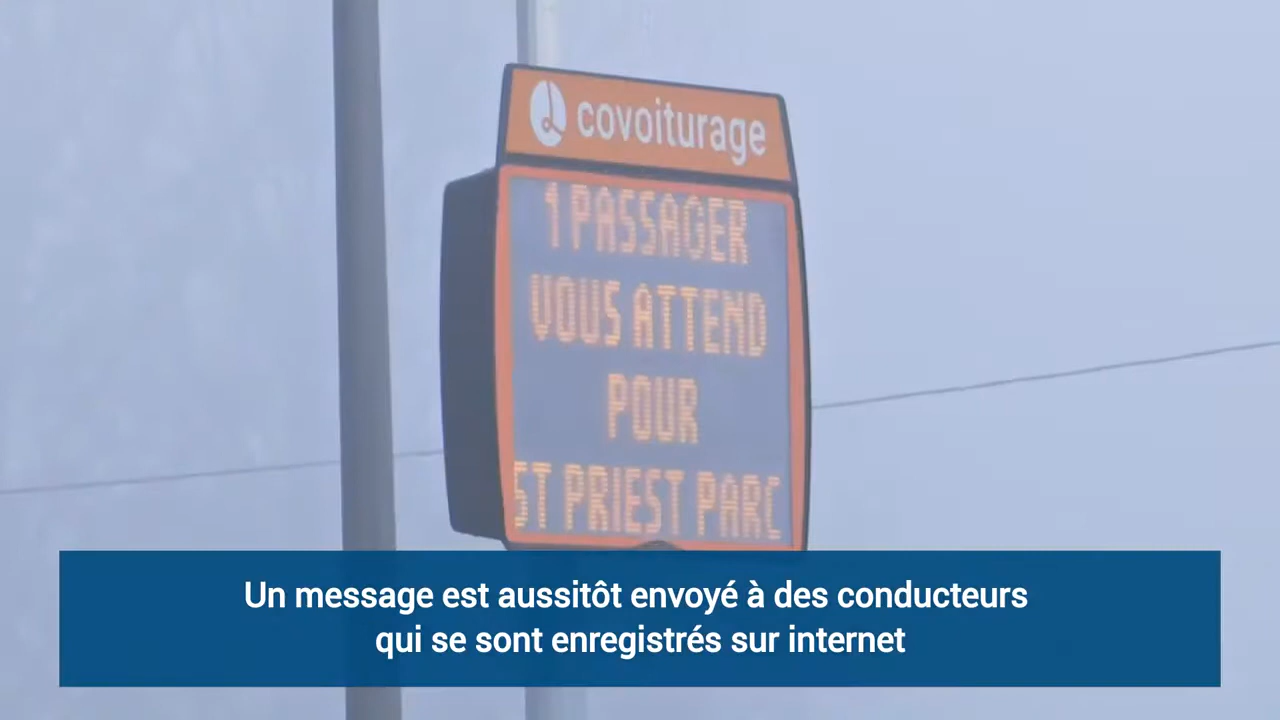 covoiturage
1 PASSAGER
VOUS ATTEND
POUR
ST PRIEST PARC
Un message est aussitôt envoyé à des conducteurs
qui se sont enregistrés sur internet